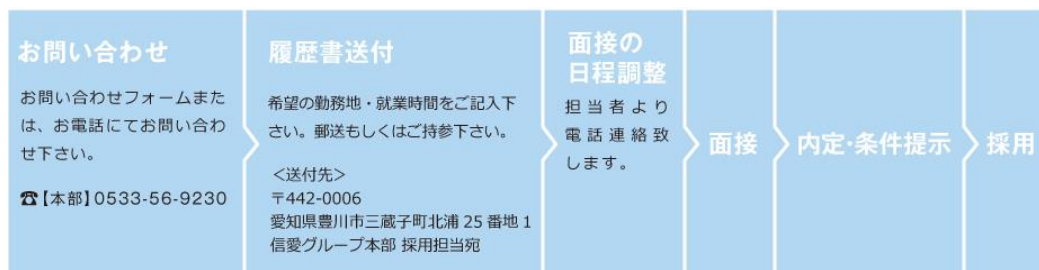 お問い合わせ
お問い合わせフォームまた
は、お電話にてお問い合わ
せ下さい。
☎【本部】0533-56-9230
履歴書送付
希望の勤務地・就業時間をご記入下
さい。郵送もしくはご持参下さい。
＜送付先＞
〒442-0006
愛知県豊川市三蔵子町北浦 25 番地 1
信愛グループ本部 採用担当宛
面接の
日程調整
担当者より
電話連絡致
します。
面接
内定・条件提示
採用